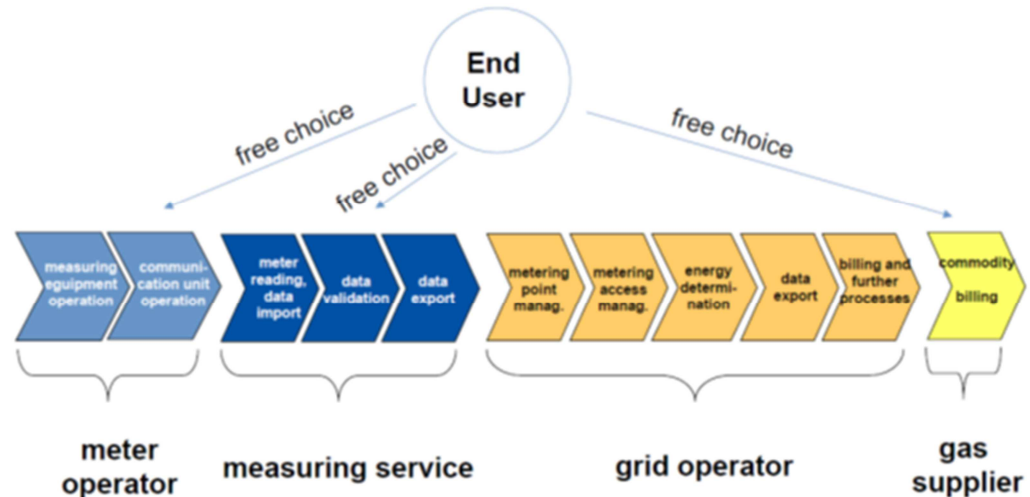 End
User
free choice
free choice
free choice
measuring
eguipment
operation
communi-
cation unit
operation
meter
reading,
data
import
data
validation
data
export
metering
point
manag.
metering
access
manag.
energy
determi-
nation
data
export
billing and
further
processes
commodity
billing
meter
operator
measuring service
grid operator
gas
supplier